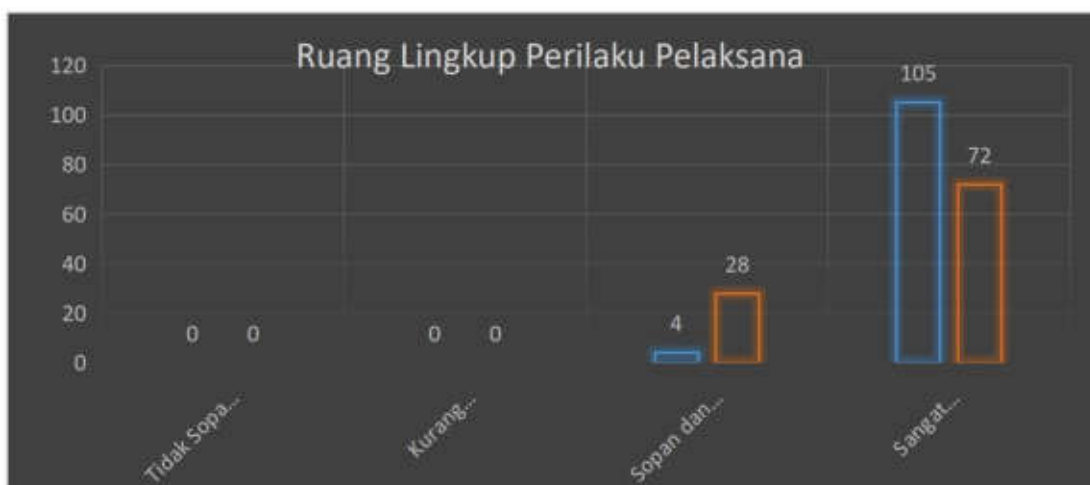 Ruang Lingkup Perilaku Pelaksana
120
100
80
60
40
20
0
0 0
0 0
4 28
105 72
Tidak Sopa...
Kurang...
Sopan dan...
Sangat...